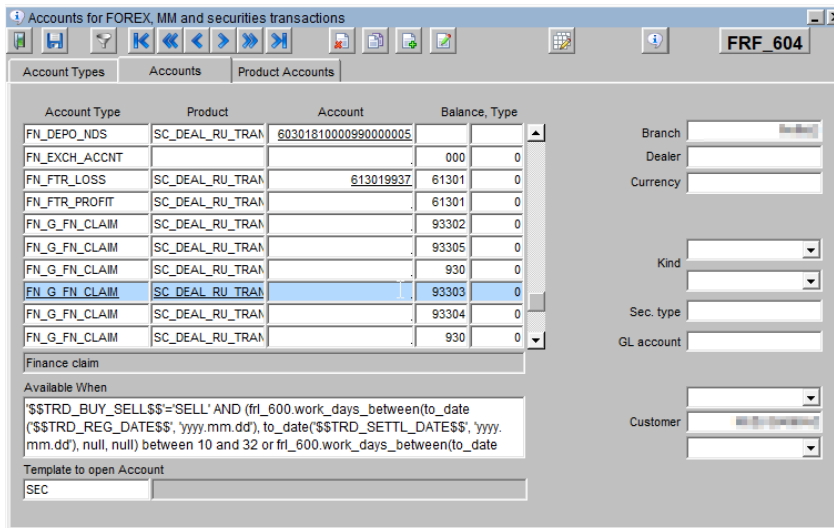 Accounts for FOREX, MM and securities transactions
FRF_604
Account Types Accounts Product Accounts
Account Type Product Account Balance, Type
FN_DEPO_NDS SC_DEAL_RU_TRAN 60301810000990000005
FN_EXCH_ACCNT . 000 0
FN_FTR_LOSS SC_DEAL_RU_TRAN 613019937 61301 0
FN_FTR_PROFIT SC_DEAL_RU_TRAN . 61301 0
FN_G_FN_CLAIM SC_DEAL_RU_TRAN . 93302 0
FN_G_FN_CLAIM SC_DEAL_RU_TRAN . 93305 0
FN_G_FN_CLAIM SC_DEAL_RU_TRAN . 930 0
FN_G_FN_CLAIM SC_DEAL_RU_TRAN . 93303 0
FN_G_FN_CLAIM SC_DEAL_RU_TRAN . 93304 0
FN_G_FN_CLAIM SC_DEAL_RU_TRAN . 930 0
Finance claim
Available When
'$$TRD_BUY_SELL$$'='SELL' AND (frl_600.work_days_between(to_date
('$$TRD_REG_DATE$$', 'yyyy.mm.dd'), to_date('$$TRD_SETTL_DATE$$', 'yyyy.
mm.dd'), null, null) between 10 and 32 or frl_600.work_days_between(to_date
Template to open Account
SEC
Branch
Dealer
Currency
Kind
Sec. type
GL account
Customer